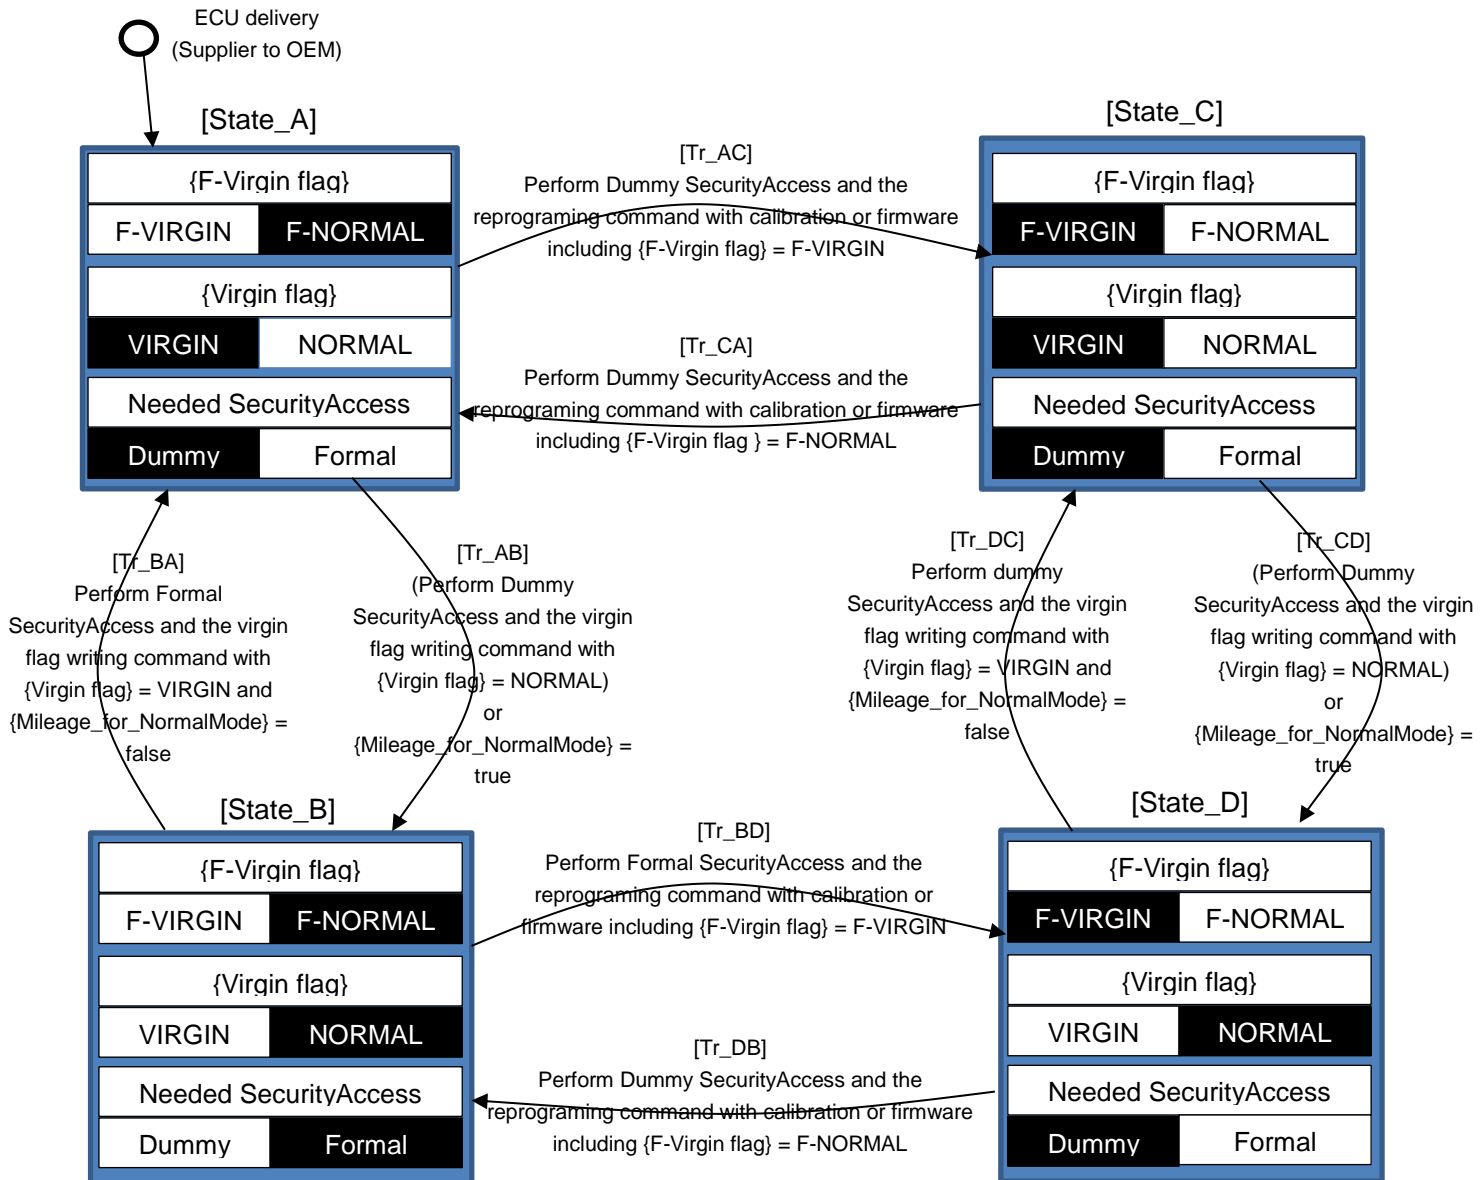 ECU delivery
(Supplier to OEM)
[State_A]
{F-Virgin flag}
F-VIRGIN F-NORMAL
{Virgin flag}
VIRGIN NORMAL
Needed SecurityAccess
Dummy Formal
[Tr_AC]
Perform Dummy SecurityAccess and the
reprograming command with calibration or firmware
including {F-Virgin flag} = F-VIRGIN
[Tr_CA]
Perform Dummy SecurityAccess and the
reprograming command with calibration or firmware
including {F-Virgin flag } = F-NORMAL
[State_C]
{F-Virgin flag}
F-VIRGIN F-NORMAL
{Virgin flag}
VIRGIN NORMAL
Needed SecurityAccess
Dummy Formal
[Tr_BA]
Perform Formal
SecurityAccess and the virgin
flag writing command with
{Virgin flag} = VIRGIN and
{Mileage_for_NormalMode} =
false
[Tr_AB]
(Perform Dummy
SecurityAccess and the virgin
flag writing command with
{Virgin flag} = NORMAL)
or
{Mileage_for_NormalMode} =
true
[Tr_DC]
Perform dummy
SecurityAccess and the virgin
flag writing command with
{Virgin flag} = VIRGIN and
{Mileage_for_NormalMode} =
false
[Tr_CD]
(Perform Dummy
SecurityAccess and the virgin
flag writing command with
{Virgin flag} = NORMAL)
or
{Mileage_for_NormalMode} =
true
[State_B]
{F-Virgin flag}
F-VIRGIN F-NORMAL
{Virgin flag}
VIRGIN NORMAL
Needed SecurityAccess
Dummy Formal
[Tr_BD]
Perform Formal SecurityAccess and the
reprograming command with calibration or
firmware including {F-Virgin flag} = F-VIRGIN
[Tr_DB]
Perform Dummy SecurityAccess and the
reprograming command with calibration or firmware
including {F-Virgin flag} = F-NORMAL
[State_D]
{F-Virgin flag}
F-VIRGIN F-NORMAL
{Virgin flag}
VIRGIN NORMAL
Needed SecurityAccess
Dummy Formal